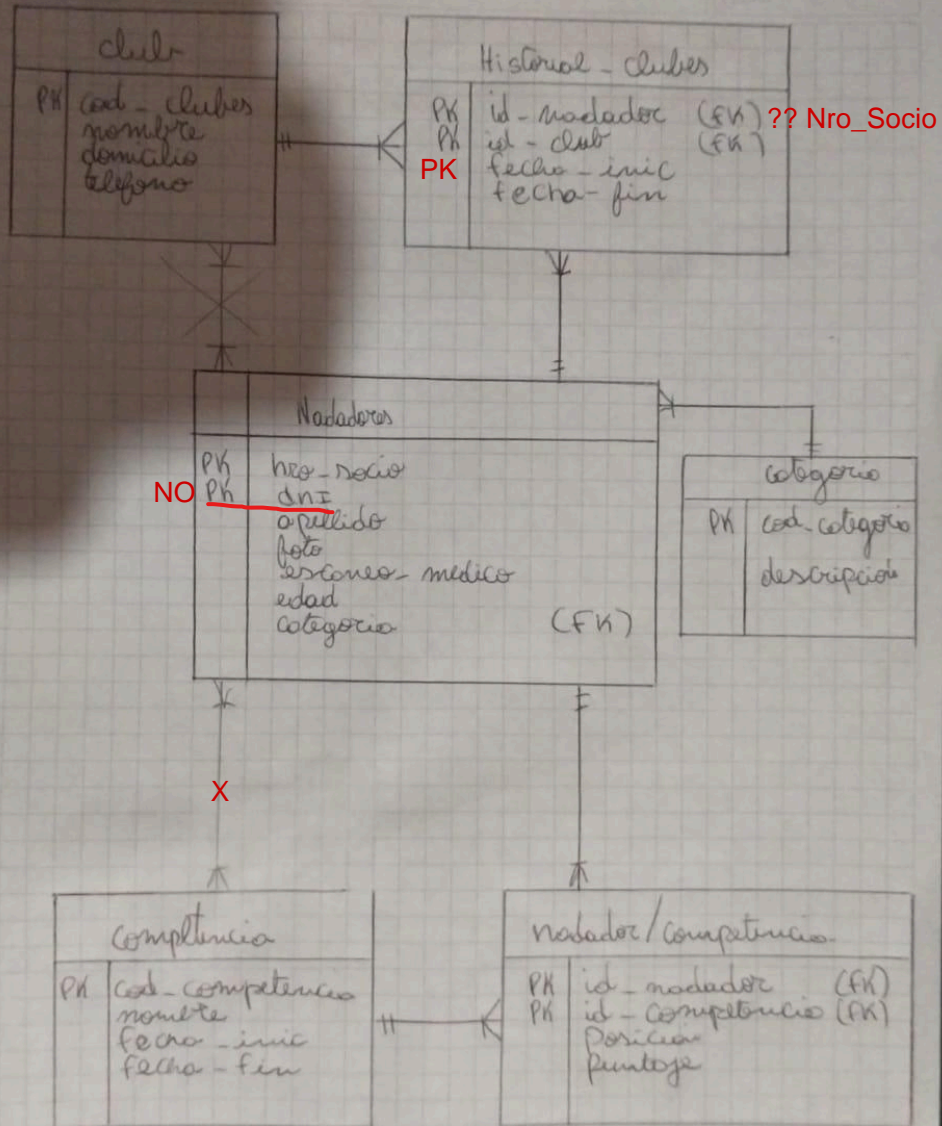 club
PK cod_clubes
nombre
domicilio
telefono
Historial_clubes
PK id_nadador (FK) ?? Nro_Socio
PK id_club (FK)
PK fecha_inic
fecha_fin
Nadadores
PK nro_socio
NO PK dnI
apellido
foto
esconeo_medico
edad
categoria (FK)
categoria
PK cod_categoria
descripción
X
competencia
PK cod_competencia
nombre
fecha_inic
fecha_fin
nadador/competencia
PK id_nadador (FK)
PK id_competencia (FK)
Posicion
puntaje